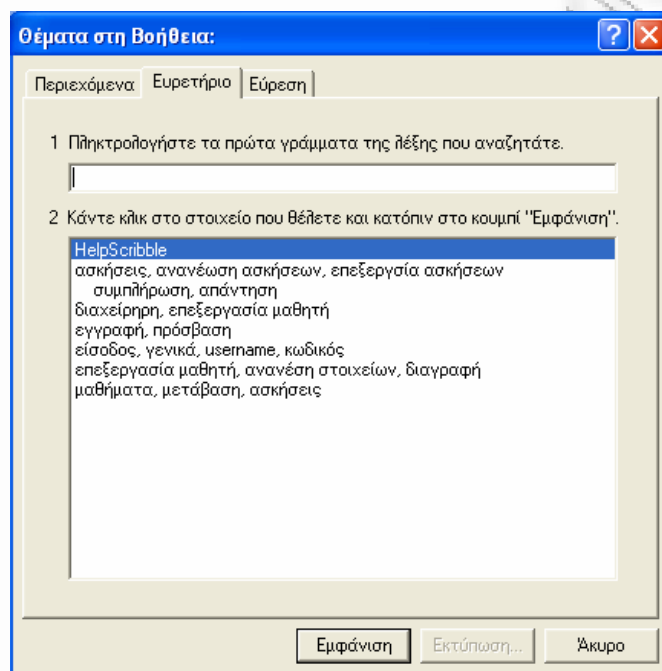 Θέματα στη Βοήθεια:
Περιεχόμενα Ευρετήριο Εύρεση
1 Πληκτρολογήστε τα πρώτα γράμματα της λέξης που αναζητάτε.
2 Κάντε κλικ στο στοιχείο που θέλετε και κατόπιν στο κουμπί "Εμφάνιση".
HelpScribble
ασκήσεις, ανανέωση ασκήσεων, επεξεργσία ασκήσεων
συμπλήρωση, απάντηση
διαχείρηρη, επεξεργασία μαθητή
εγγραφή, πρόσβαση
είσοδος, γενικά, username, κωδικός
επεξεργασία μαθητή, ανανέση στοιχείων, διαγραφή
μαθήματα, μετάβαση, ασκήσεις
Εμφάνιση Εκτύπωση... Άκυρο